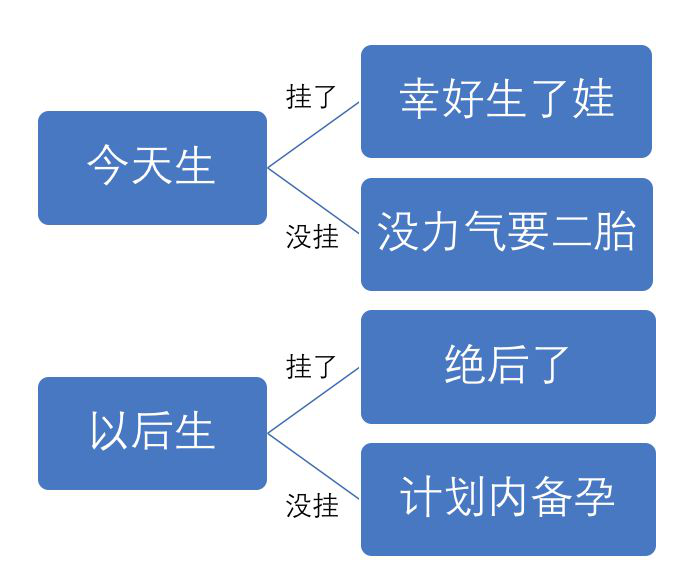 挂了
幸好生了娃
今天生
没挂
没力气要二胎
挂了
绝后了
以后生
没挂
计划内备孕